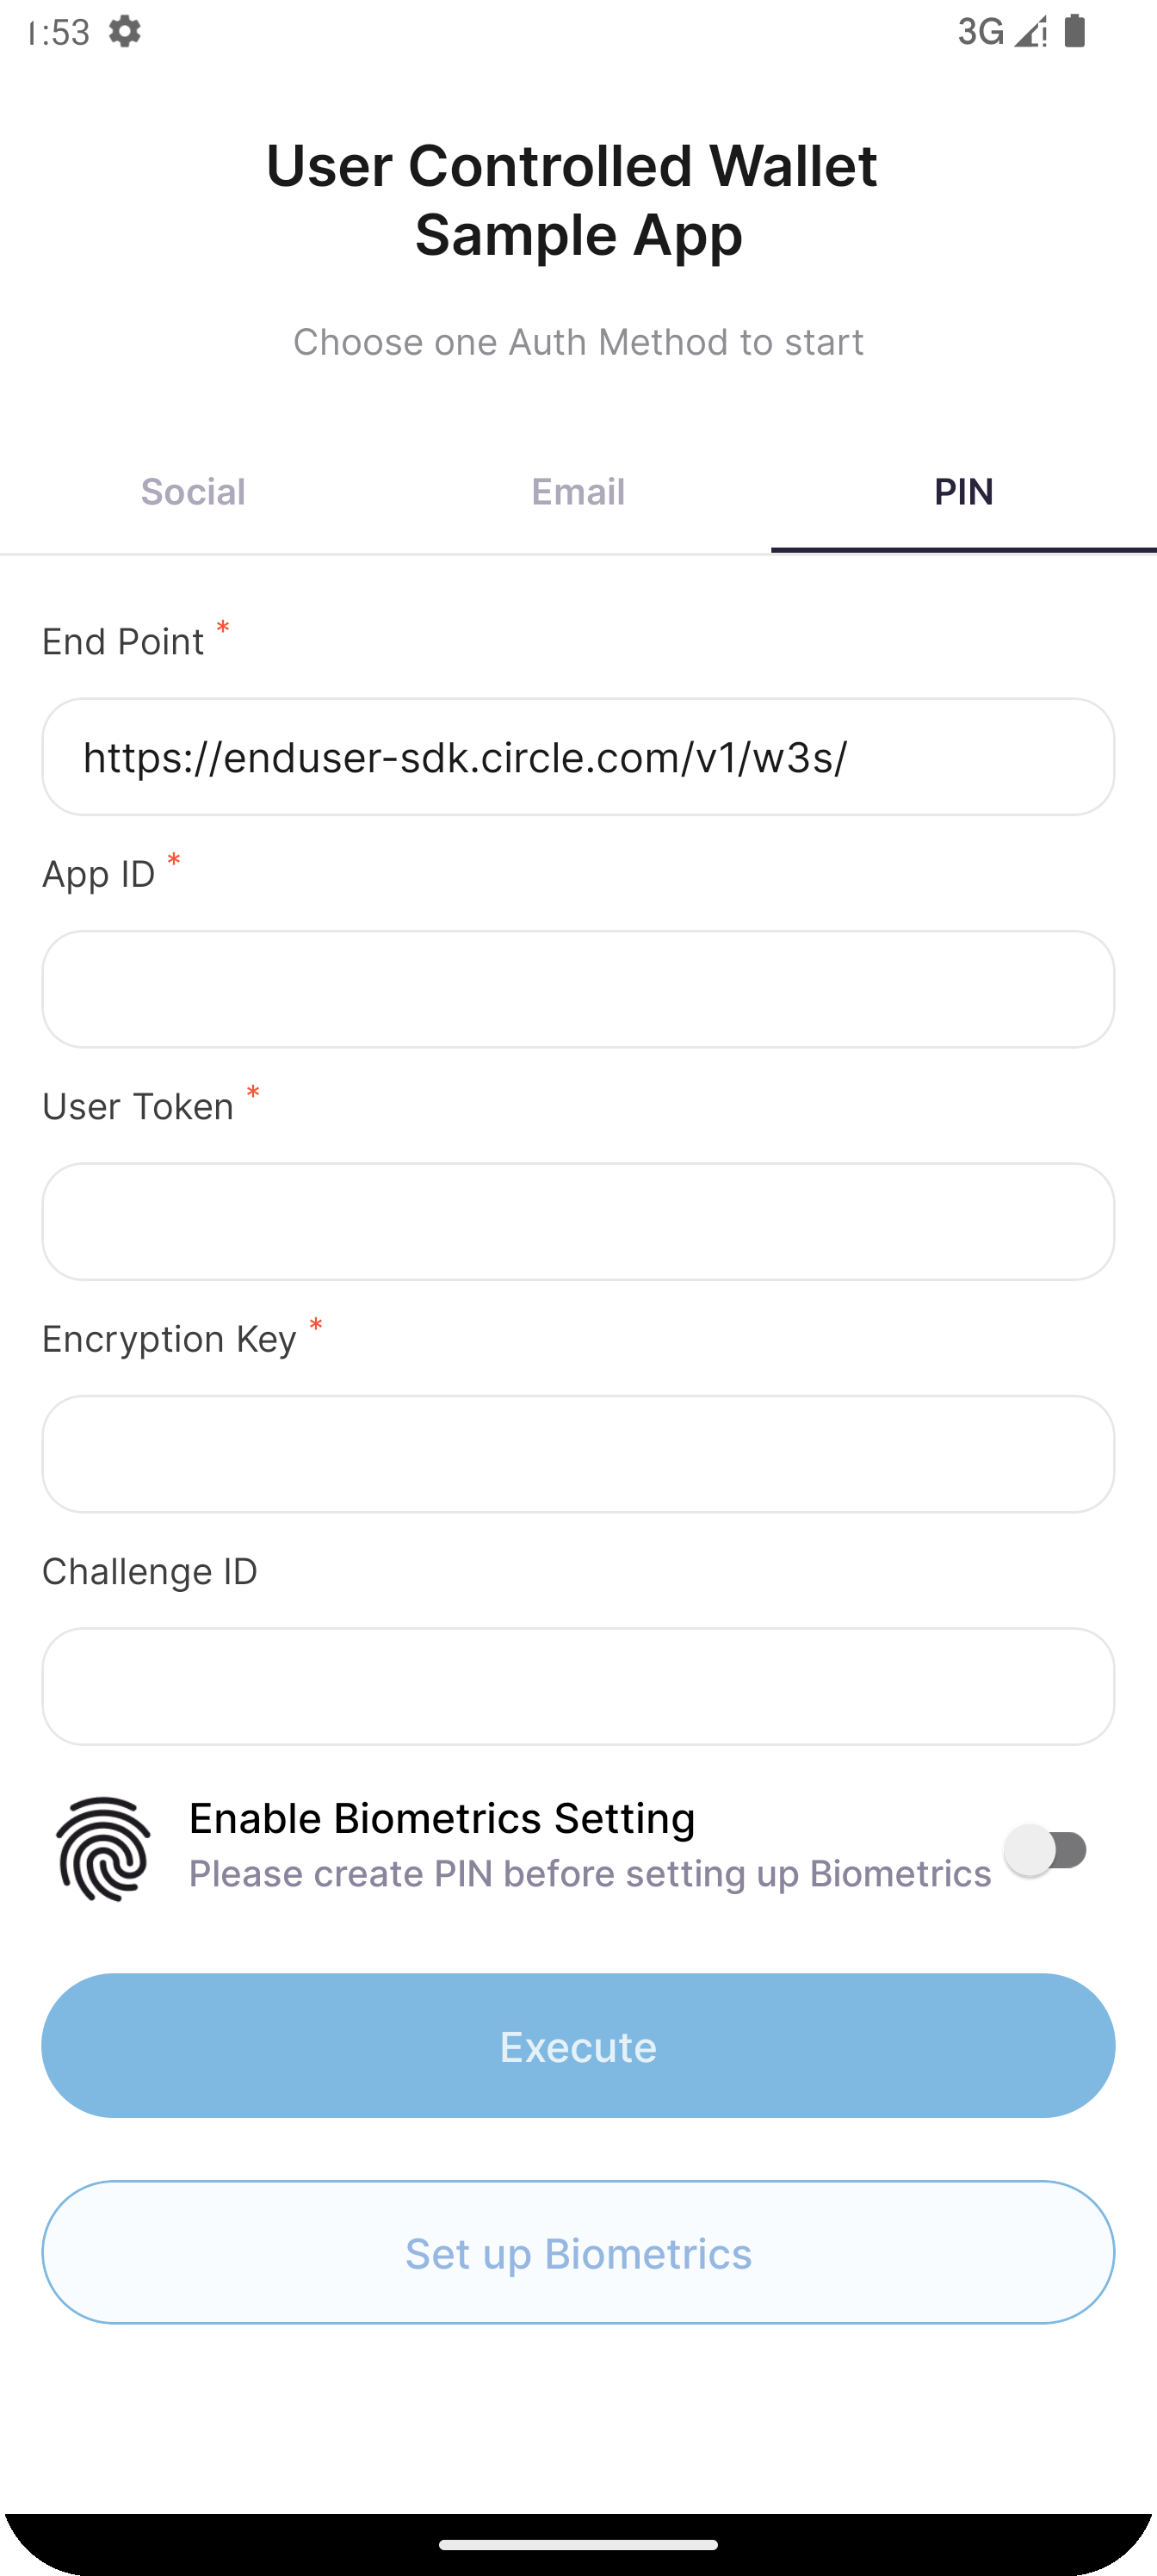 1:53
3G
User Controlled Wallet
Sample App
Choose one Auth Method to start
Social
Email
PIN
End Point *
https://enduser-sdk.circle.com/v1/w3s/
App ID *
User Token *
Encryption Key *
Challenge ID
Enable Biometrics Setting
Please create PIN before setting up Biometrics
Execute
Set up Biometrics